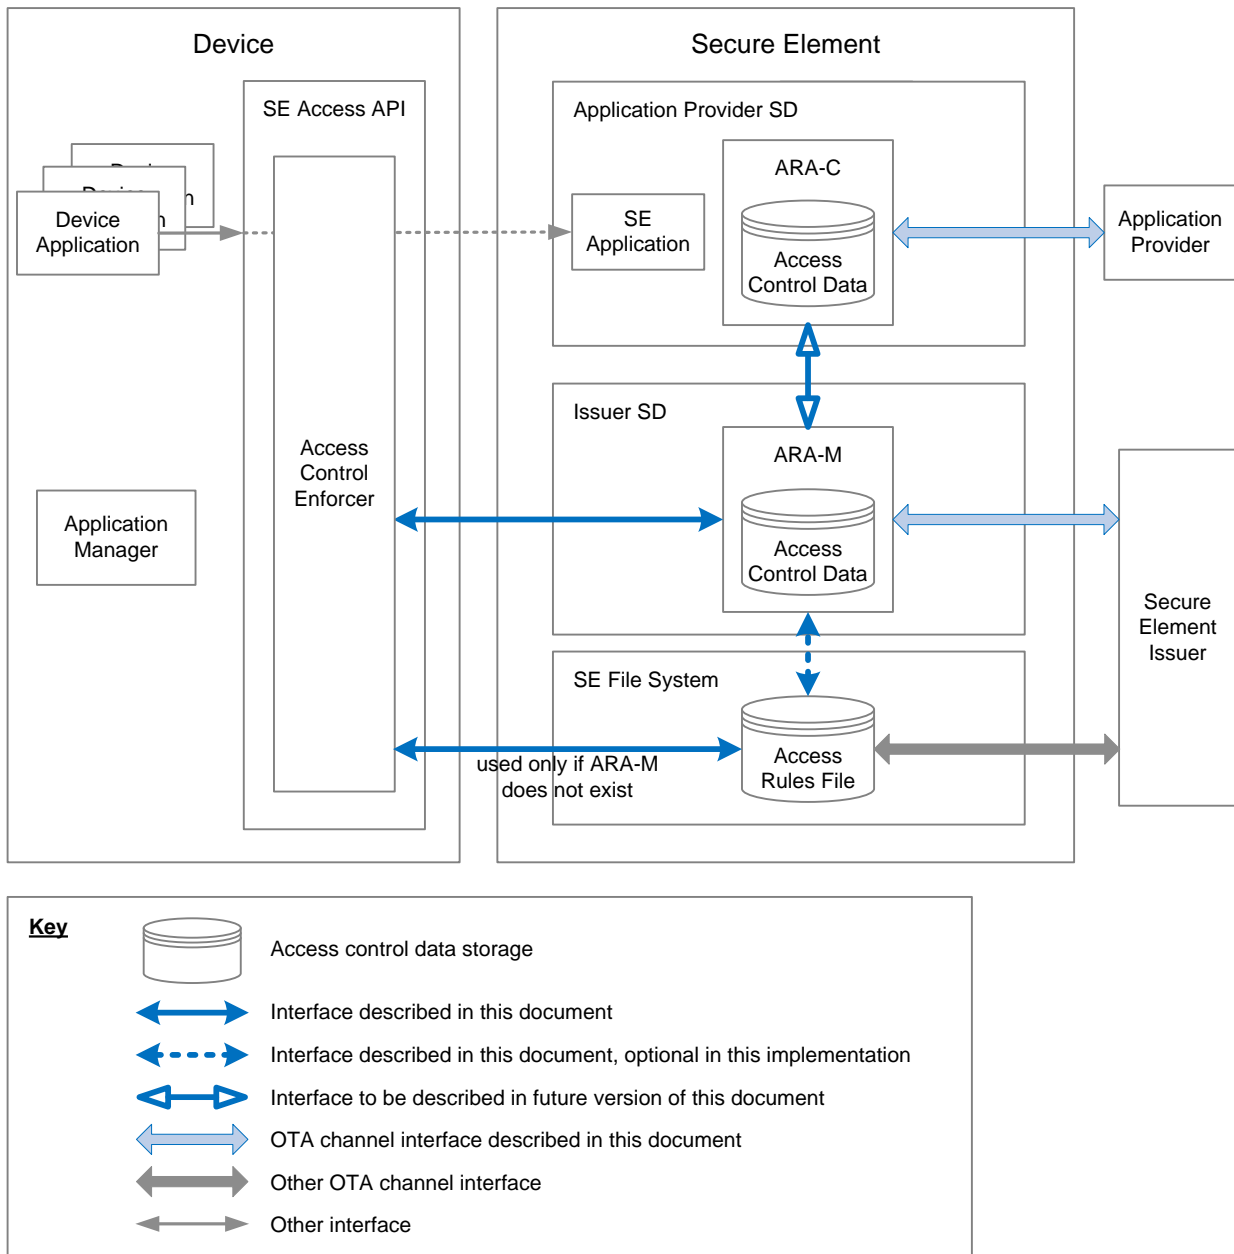 Device
Secure Element
SE Access API
Application Provider SD
ARA-C
Device
Application
SE
Application
Access
Control Data
Application
Provider
Issuer SD
ARA-M
Access
Control
Enforcer
Application
Manager
Access
Control Data
Secure
Element
Issuer
SE File System
used only if ARA-M
does not exist
Access
Rules File
Key
Access control data storage
Interface described in this document
Interface described in this document, optional in this implementation
Interface to be described in future version of this document
OTA channel interface described in this document
Other OTA channel interface
Other interface